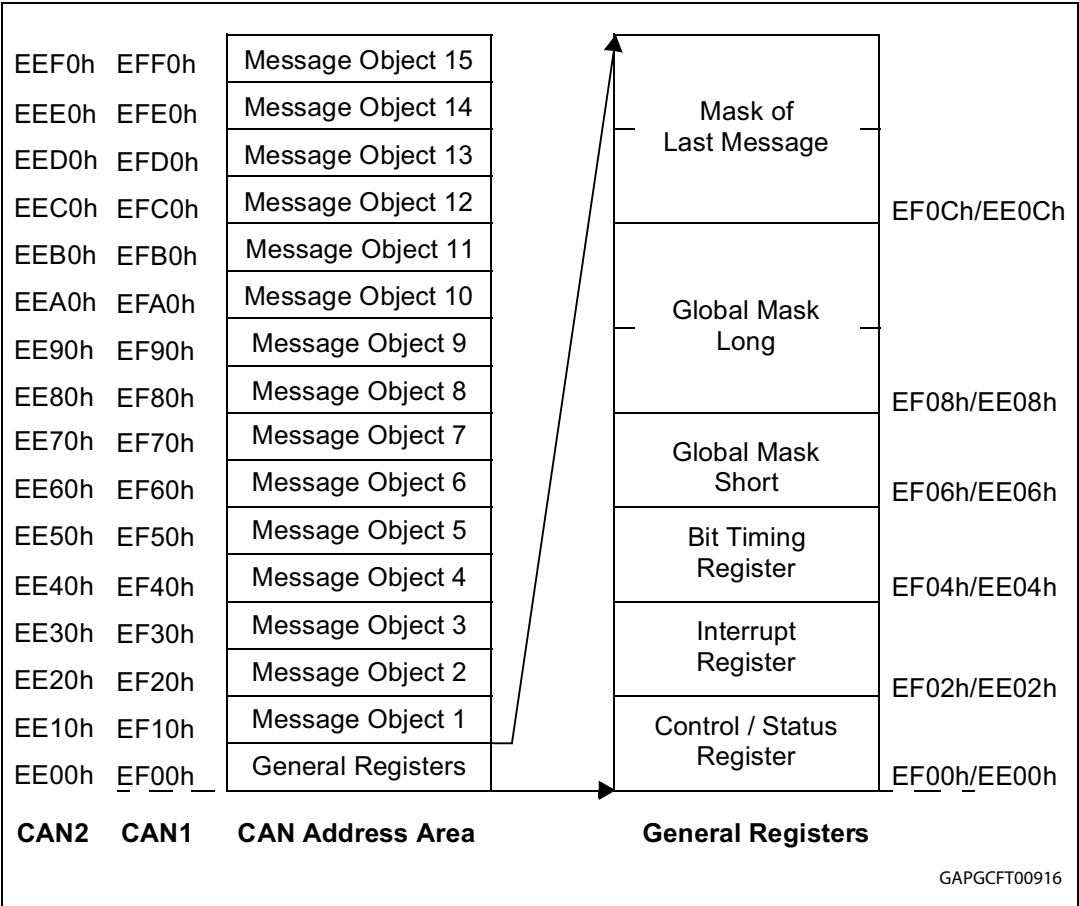 EEF0h EFF0h Message Object 15
EEE0h EFE0h Message Object 14
EED0h EFD0h Message Object 13
EEC0h EFC0h Message Object 12
EEB0h EFB0h Message Object 11
EEA0h EFA0h Message Object 10
EE90h EF90h Message Object 9
EE80h EF80h Message Object 8
EE70h EF70h Message Object 7
EE60h EF60h Message Object 6
EE50h EF50h Message Object 5
EE40h EF40h Message Object 4
EE30h EF30h Message Object 3
EE20h EF20h Message Object 2
EE10h EF10h Message Object 1
EE00h EF00h General Registers
CAN2 CAN1 CAN Address Area
Mask of
Last Message
EF0Ch/EE0Ch
Global Mask
Long
EF08h/EE08h
Global Mask
Short
EF06h/EE06h
Bit Timing
Register
EF04h/EE04h
Interrupt
Register
EF02h/EE02h
Control / Status
Register
EF00h/EE00h
General Registers
GAPGCFT00916